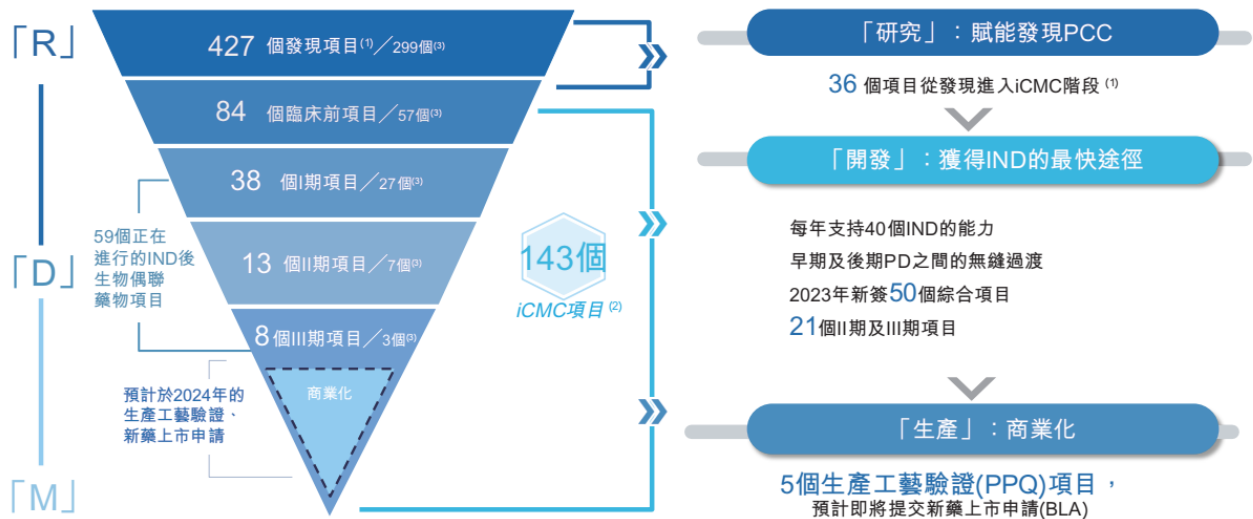 「R」
427 個發現項目(1)／299個(3)
84 個臨床前項目／57個(3)
38 個I期項目／27個(3)
59個正在
進行的IND後
生物偶聯
藥物項目
「D」
13 個II期項目／7個(3)
8個III期項目／3個(3)
143個
iCMC項目 (2)
預計於2024年的
生產工藝驗證、
新藥上市申請
商業化
「M」
「研究」：賦能發現PCC
36 個項目從發現進入iCMC階段 (1)
「開發」：獲得IND的最快途徑
每年支持40個IND的能力
早期及後期PD之間的無縫過渡
2023年新簽50個綜合項目
21個II期及III期項目
「生產」：商業化
5個生產工藝驗證(PPQ)項目，
預計即將提交新藥上市申請(BLA)